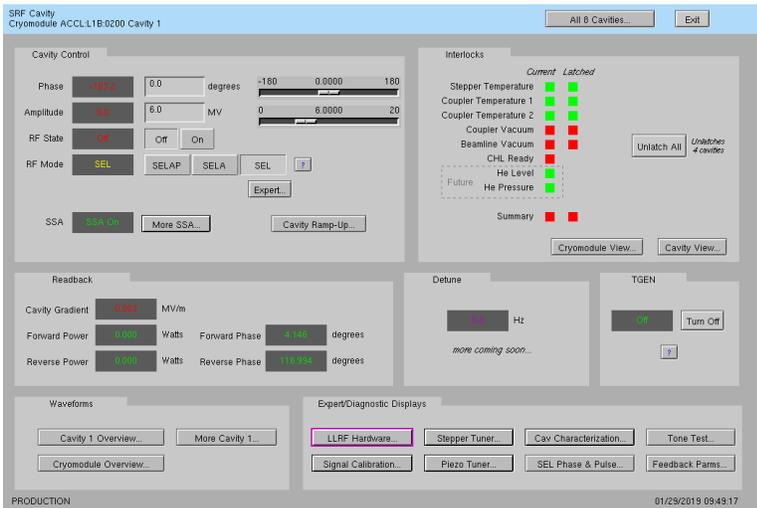 SRF Cavity
Cryomodule ACCL:L1B:0200 Cavity 1
All 8 Cavities...
Exit
Cavity Control
Phase
degrees
0.0
-180 0.0000 180
Amplitude
6.0
MV
0 6.0000 20
RF State
Off
Off On
RF Mode
SEL
SELAP SELA SEL ?
Expert...
SSA
SSA On
More SSA...
Cavity Ramp-Up...
Interlocks
Current Latched
Stepper Temperature
Coupler Temperature 1
Coupler Temperature 2
Coupler Vacuum
Beamline Vacuum
CHL Ready
Future
He Level
He Pressure
Summary
Unlatch All
Unlatches
4 cavities
Cryomodule View...
Cavity View...
Readback
Cavity Gradient
MV/m
Forward Power 0.000 Watts
Forward Phase 4.146 degrees
Reverse Power 0.000 Watts
Reverse Phase 116.994 degrees
Detune
Hz
more coming soon...
TGEN
Off
Turn Off
?
Waveforms
Cavity 1 Overview...
More Cavity 1...
Cryomodule Overview...
Expert/Diagnostic Displays
LLRF Hardware...
Stepper Tuner...
Cav Characterization...
Tone Test...
Signal Calibration...
Piezo Tuner...
SEL Phase & Pulse...
Feedback Parms...
PRODUCTION
01/29/2019 09:49:17